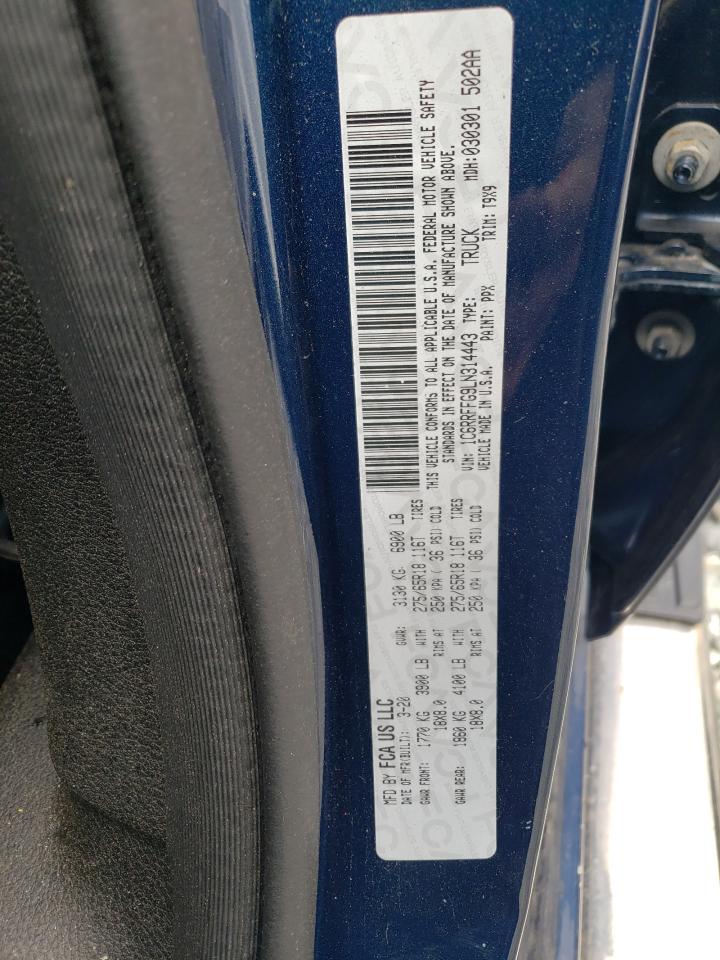 MFD BY FCA US LLC
DATE OF MFR(BUILT): 3-20 GVWR: 3130 KG 6900 LB
GAWR FRONT: 1770 KG 3900 LB WITH 275/65R18 116T TIRES
18X8.0 RIMS AT 250 KPA ( 36 PSI) COLD
GAWR REAR: 1860 KG 4100 LB WITH 275/65R18 116T TIRES
18X8.0 RIMS AT 250 KPA ( 36 PSI) COLD
THIS VEHICLE CONFORMS TO ALL APPLICABLE U.S.A. FEDERAL MOTOR VEHICLE SAFETY
STANDARDS IN EFFECT ON THE DATE OF MANUFACTURE SHOWN ABOVE.
VIN: 1C6RRFFG9LN314443 TYPE: TRUCK MDH:030301 502AA
VEHICLE MADE IN U.S.A. PAINT: PPX TRIM: T9X9